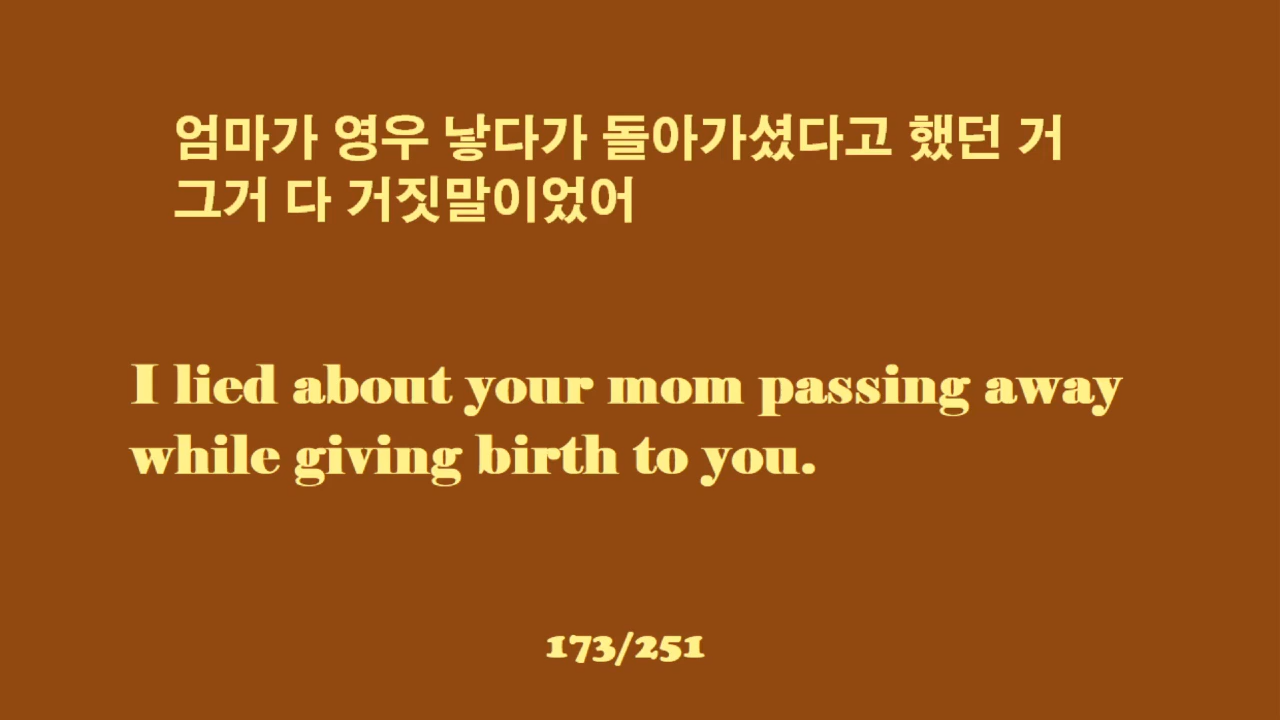 엄마가 영우 낳다가 돌아가셨다고 했던 거
그거 다 거짓말이었어
I lied about your mom passing away
while giving birth to you.
173/251